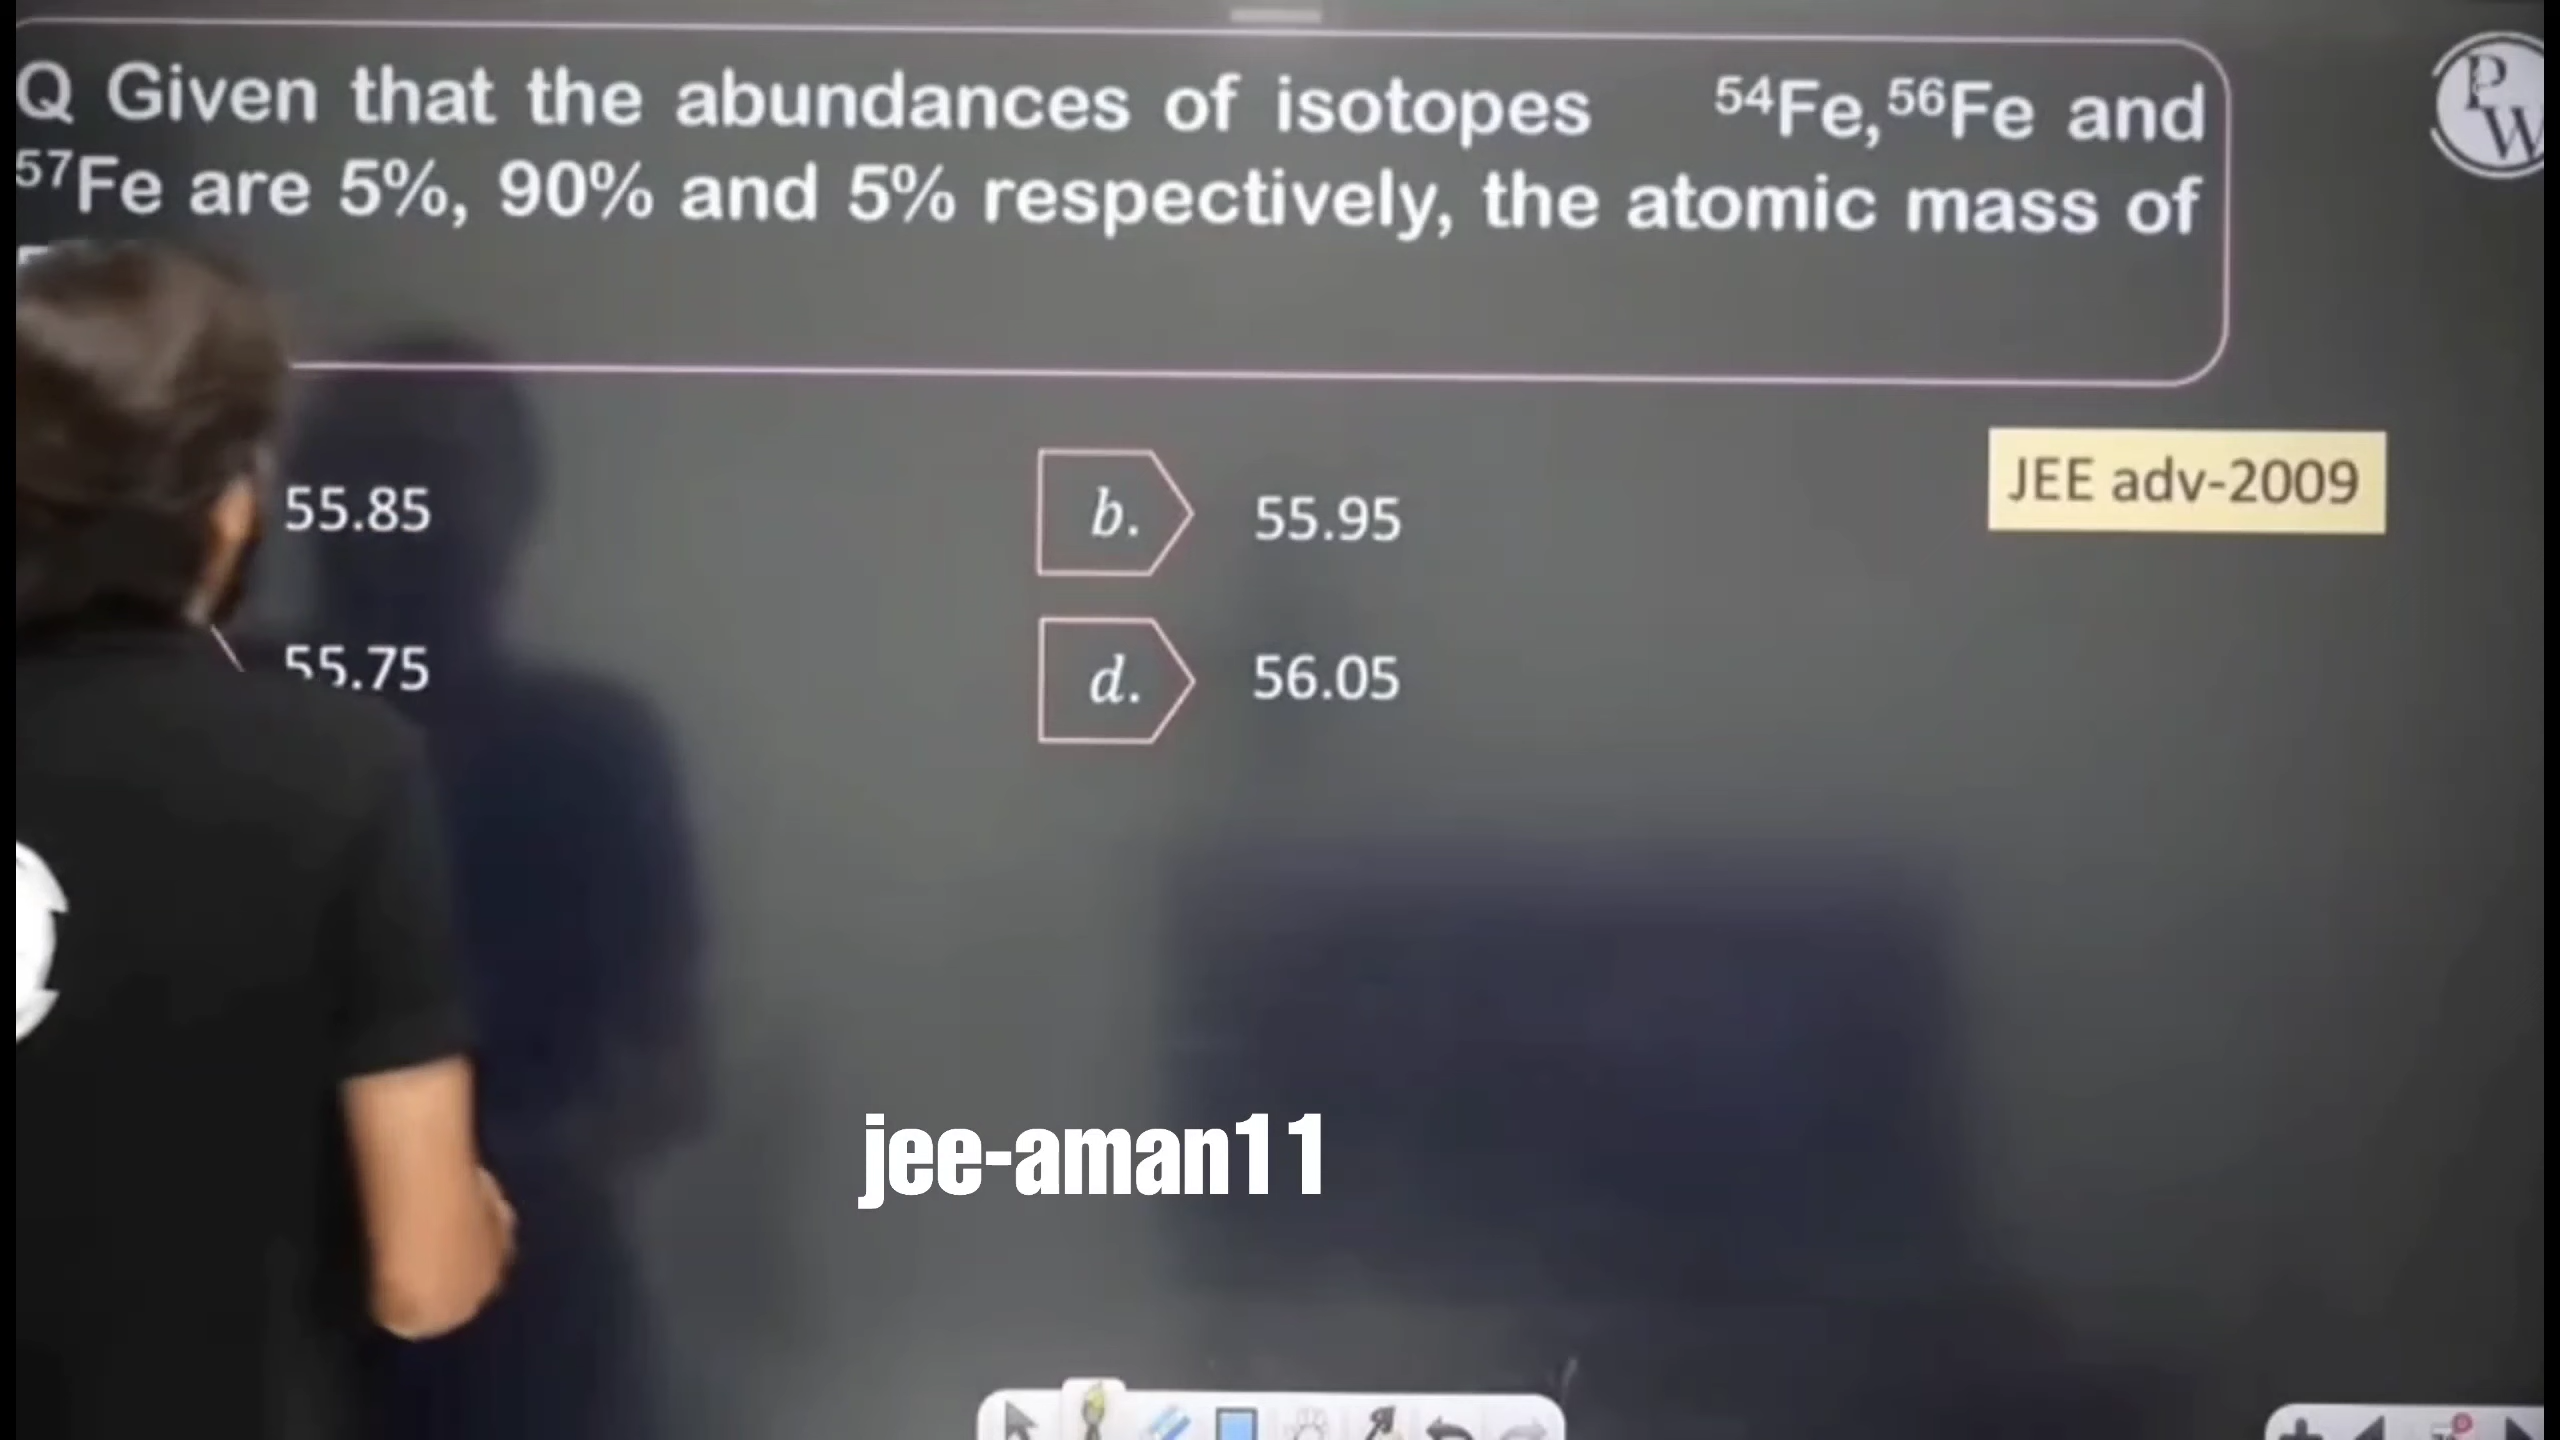 Q Given that the abundances of isotopes ⁵⁴Fe,⁵⁶Fe and
⁵⁷Fe are 5%, 90% and 5% respectively, the atomic mass of
55.85
b. 55.95
JEE adv-2009
55.75
d. 56.05
jee-aman11
PW